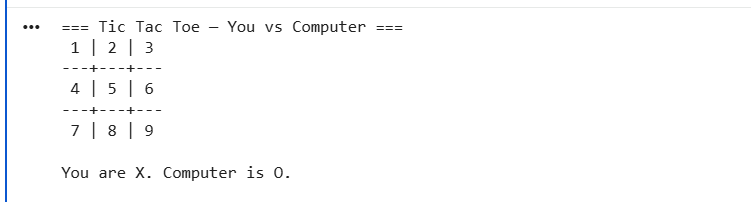 === Tic Tac Toe – You vs Computer ===
1 | 2 | 3
---+---+---
4 | 5 | 6
---+---+---
7 | 8 | 9
You are X. Computer is O.